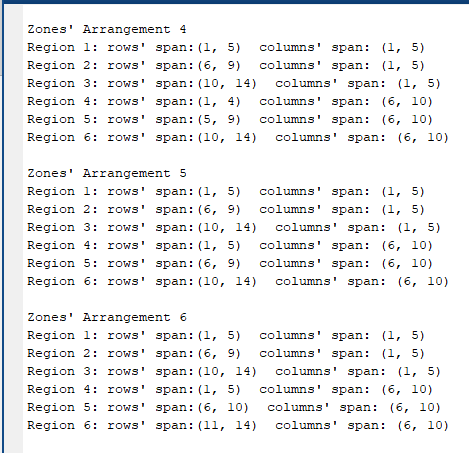 Zones' Arrangement 4
Region 1: rows' span:(1, 5)  columns' span: (1, 5)
Region 2: rows' span:(6, 9)  columns' span: (1, 5)
Region 3: rows' span:(10, 14)  columns' span: (1, 5)
Region 4: rows' span:(1, 4)  columns' span: (6, 10)
Region 5: rows' span:(5, 9)  columns' span: (6, 10)
Region 6: rows' span:(10, 14)  columns' span: (6, 10)
Zones' Arrangement 5
Region 1: rows' span:(1, 5)  columns' span: (1, 5)
Region 2: rows' span:(6, 9)  columns' span: (1, 5)
Region 3: rows' span:(10, 14)  columns' span: (1, 5)
Region 4: rows' span:(1, 5)  columns' span: (6, 10)
Region 5: rows' span:(6, 9)  columns' span: (6, 10)
Region 6: rows' span:(10, 14)  columns' span: (6, 10)
Zones' Arrangement 6
Region 1: rows' span:(1, 5)  columns' span: (1, 5)
Region 2: rows' span:(6, 9)  columns' span: (1, 5)
Region 3: rows' span:(10, 14)  columns' span: (1, 5)
Region 4: rows' span:(1, 5)  columns' span: (6, 10)
Region 5: rows' span:(6, 10)  columns' span: (6, 10)
Region 6: rows' span:(11, 14)  columns' span: (6, 10)